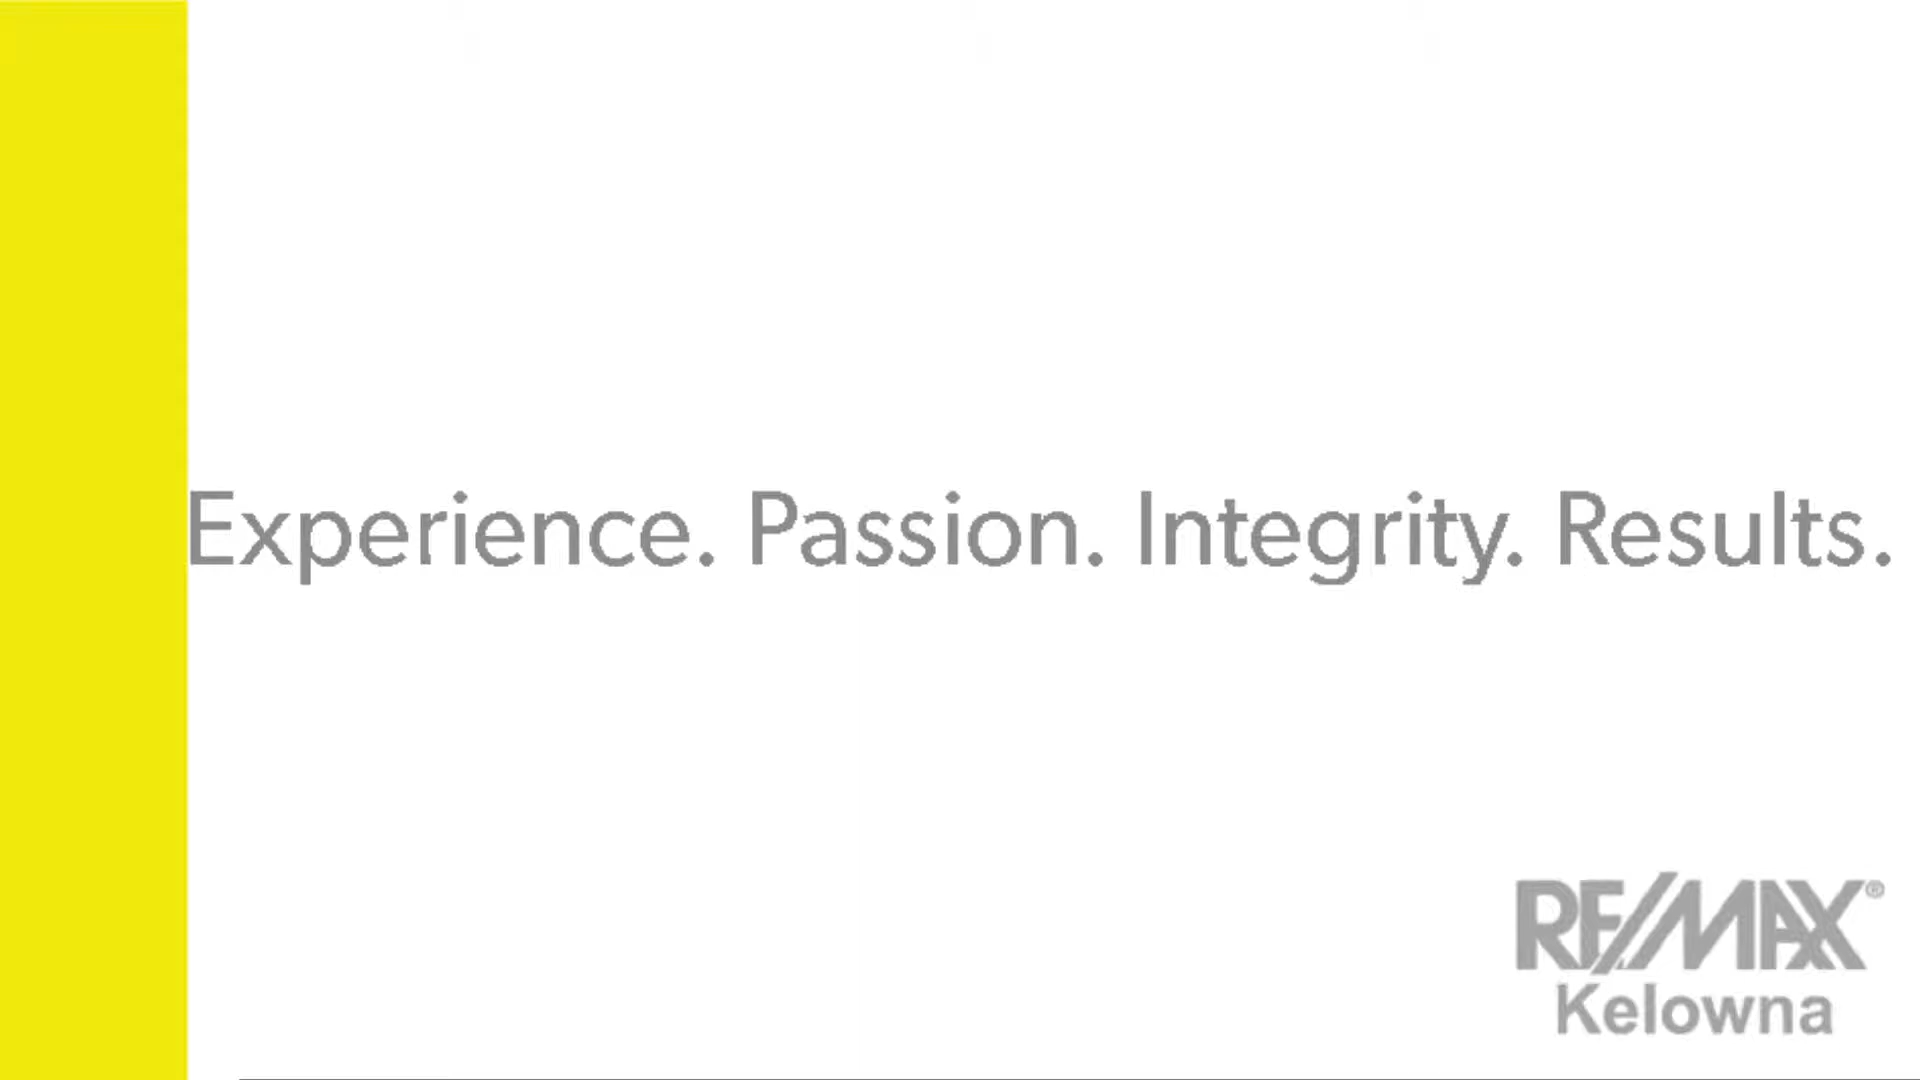 Experience. Passion. Integrity. Results.
RE/MAX®
Kelowna